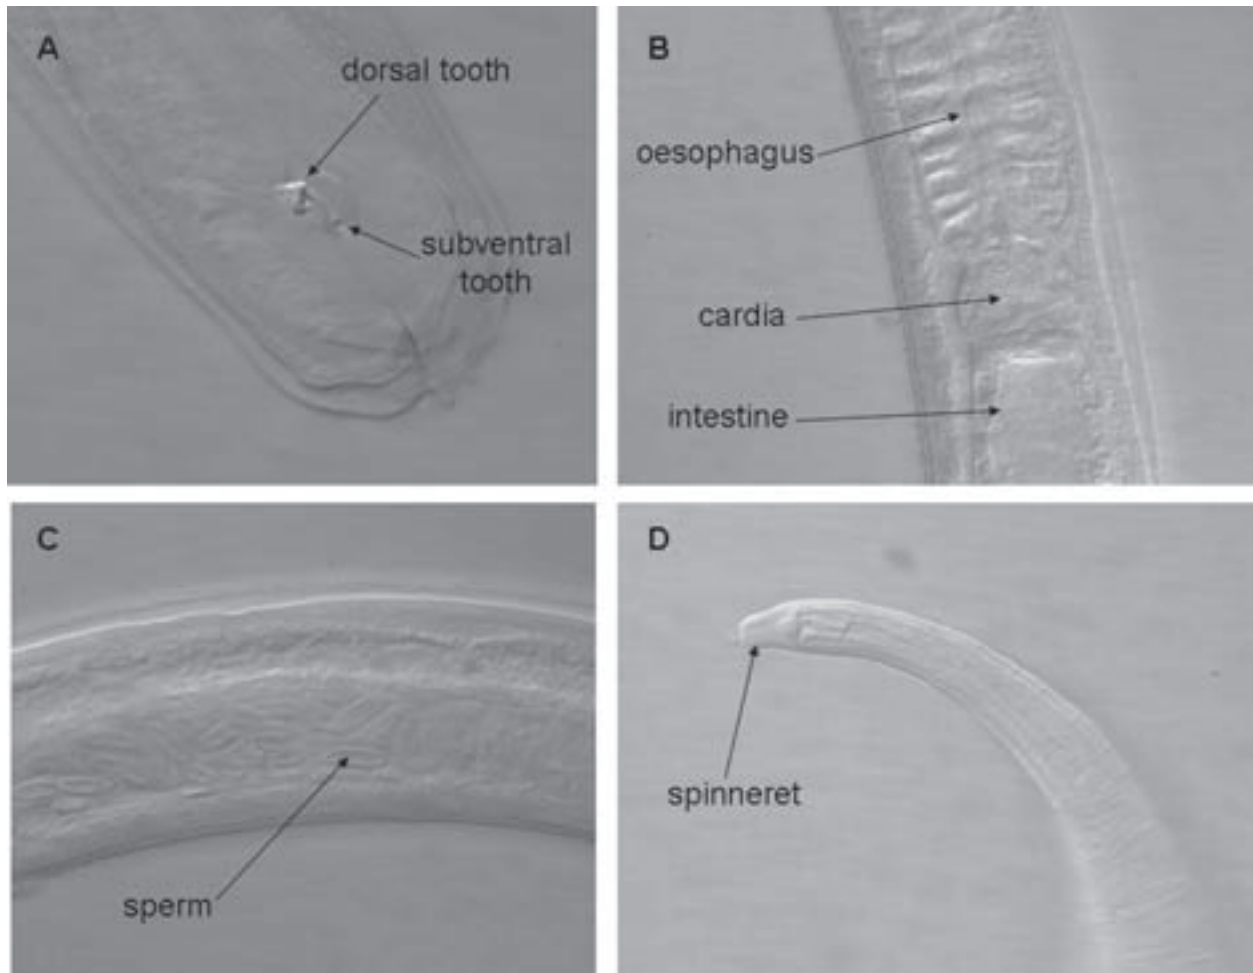 A
dorsal tooth
subventral
tooth
B
oesophagus
cardia
intestine
C
sperm
D
spinneret